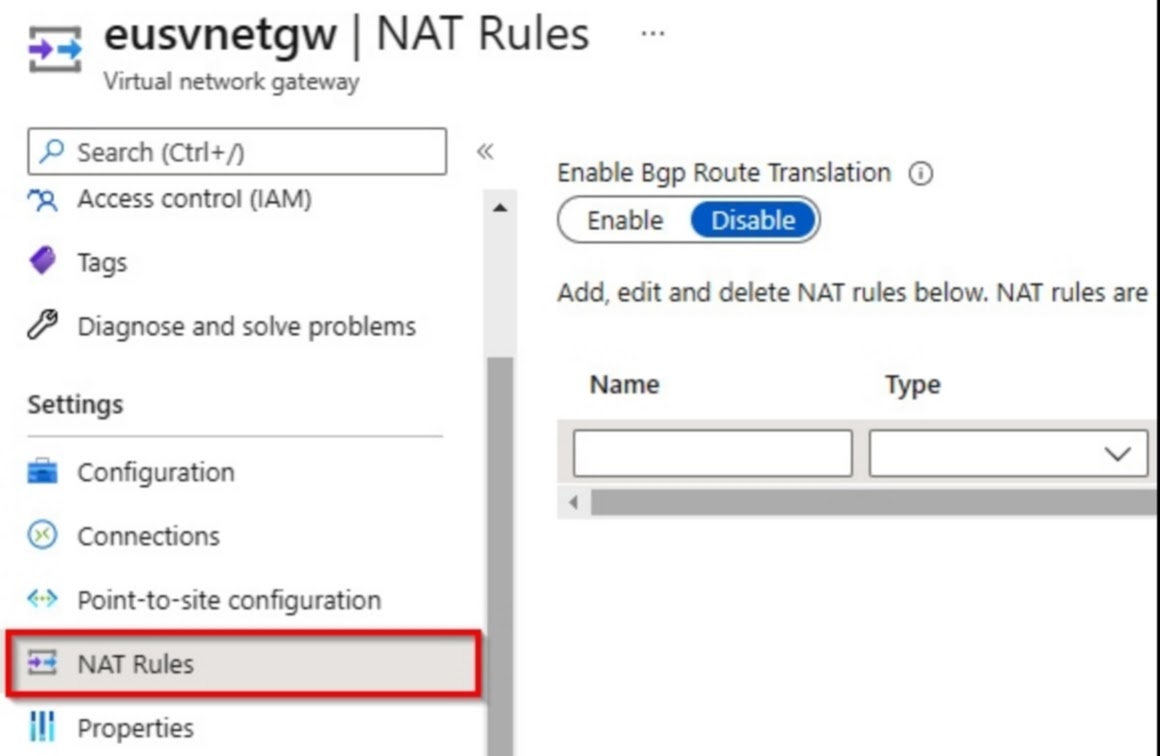 eusvnetgw | NAT Rules ...
Virtual network gateway
Search (Ctrl+/)
«
Access control (IAM)
Tags
Diagnose and solve problems
Settings
Configuration
Connections
Point-to-site configuration
NAT Rules
Properties
Enable Bgp Route Translation
Enable Disable
Add, edit and delete NAT rules below. NAT rules are
Name Type